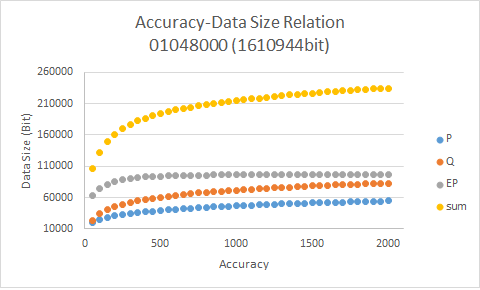 Accuracy-Data Size Relation
01048000 (1610944bit)
260000
210000
160000
110000
60000
10000
Data Size (Bit)
0
500
1000
1500
2000
Accuracy
P
Q
EP
sum